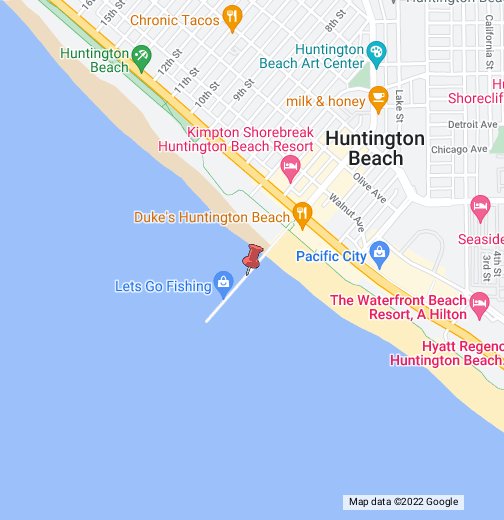 Chronic Tacos
16th St
15th St
12th St
11th St
10th St
9th St
8th St
Huntington
Beach
Huntington
Beach Art Center
milk & honey
Lake St
California St
Huntington
Beach
Detroit Ave
Chicago Ave
Shorecliff
Kimpton Shorebreak
Huntington Beach Resort
Olive Ave
Walnut Ave
Duke's Huntington Beach
Pacific City
Seaside
4th St
3rd St
Lets Go Fishing
The Waterfront Beach
Resort, A Hilton
Hyatt Regenc
Huntington Beach
Map data ©2022 Google